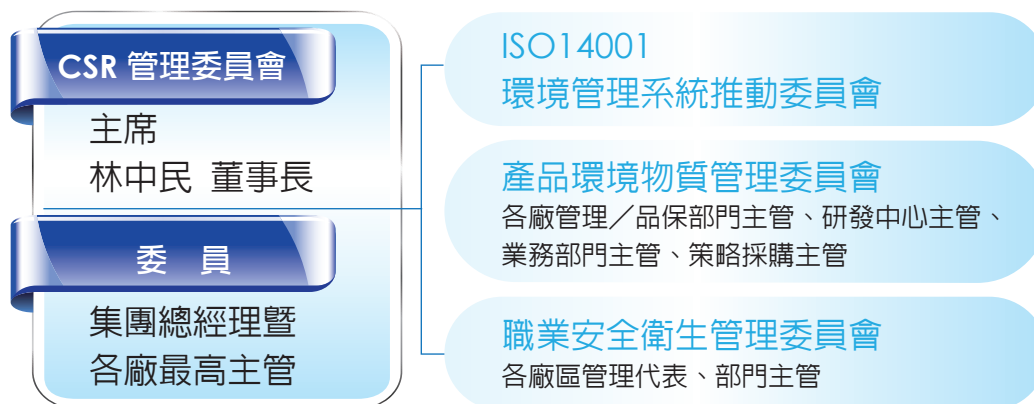 CSR 管理委員會
主席
林中民 董事長
委 員
集團總經理暨
各廠最高主管
ISO14001
環境管理系統推動委員會
產品環境物質管理委員會
各廠管理／品保部門主管、研發中心主管、
業務部門主管、策略採購主管
職業安全衛生管理委員會
各廠區管理代表、部門主管